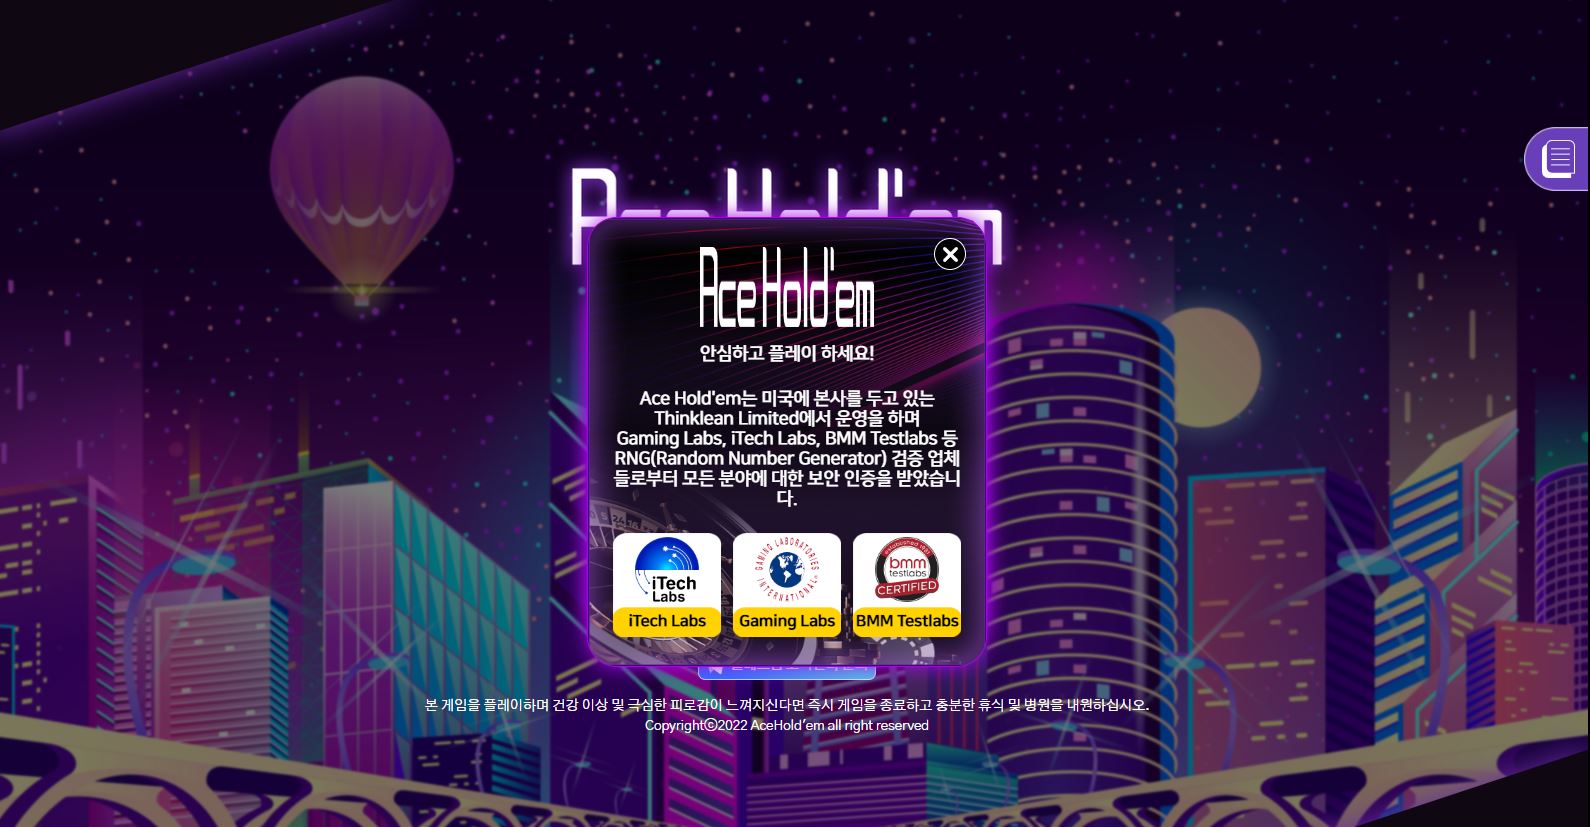 Ace Hold'em
Ace Hold'em
안심하고 플레이 하세요!
Ace Hold'em는 미국에 본사를 두고 있는
Thinklean Limited에서 운영을 하며
Gaming Labs, iTech Labs, BMM Testlabs 등
RNG(Random Number Generator) 검증 업체
들로부터 모든 분야에 대한 보안 인증을 받았습니
다.
iTech
Labs
iTech Labs
GAMING LABORATORIES
INTERNATIONAL
Gaming Labs
bmm
testlabs
CERTIFIED
BMM Testlabs
본 게임을 플레이하며 건강 이상 및 극심한 피로감이 느껴지신다면 즉시 게임을 종료하고 충분한 휴식 및 병원을 내원하십시오.
Copyrightⓒ2022 AceHold'em all right reserved